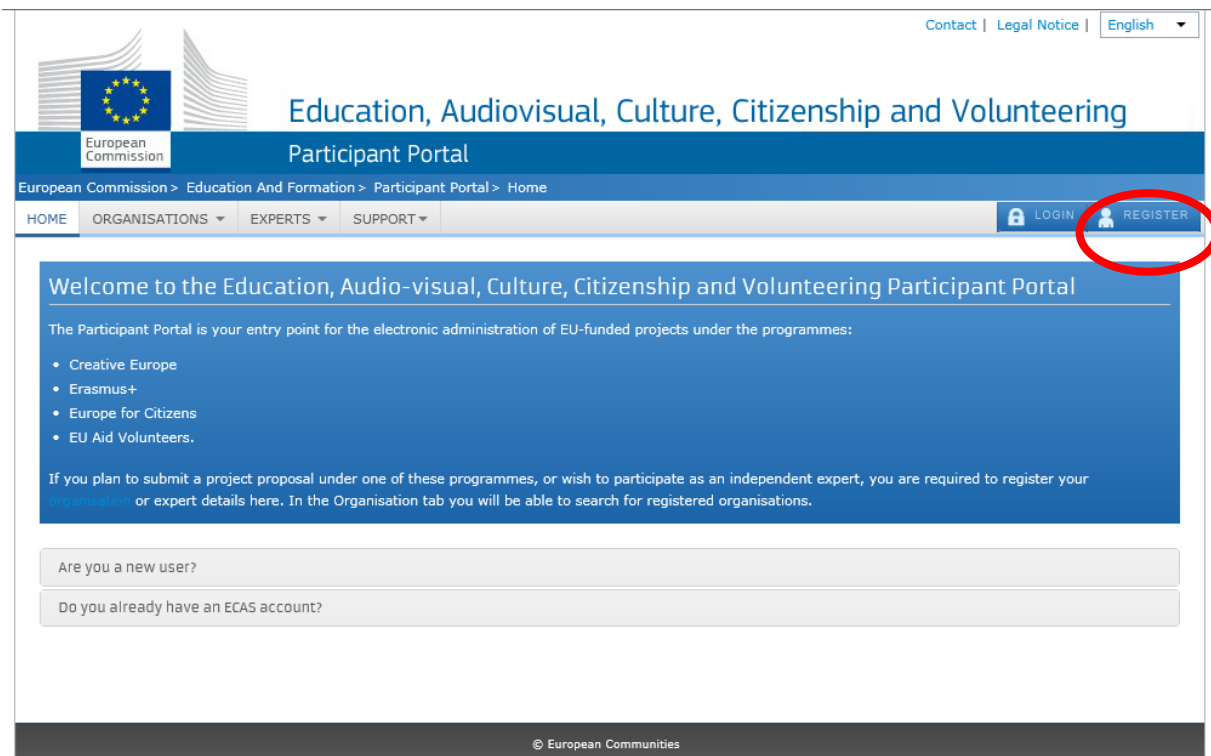 Contact | Legal Notice | English
Education, Audiovisual, Culture, Citizenship and Volunteering
European
Commission
Participant Portal
European Commission > Education And Formation > Participant Portal > Home
HOME ORGANISATIONS EXPERTS SUPPORT LOGIN REGISTER
Welcome to the Education, Audio-visual, Culture, Citizenship and Volunteering Participant Portal
The Participant Portal is your entry point for the electronic administration of EU-funded projects under the programmes:
• Creative Europe
• Erasmus+
• Europe for Citizens
• EU Aid Volunteers.
If you plan to submit a project proposal under one of these programmes, or wish to participate as an independent expert, you are required to register your
organisation or expert details here. In the Organisation tab you will be able to search for registered organisations.
Are you a new user?
Do you already have an ECAS account?
© European Communities